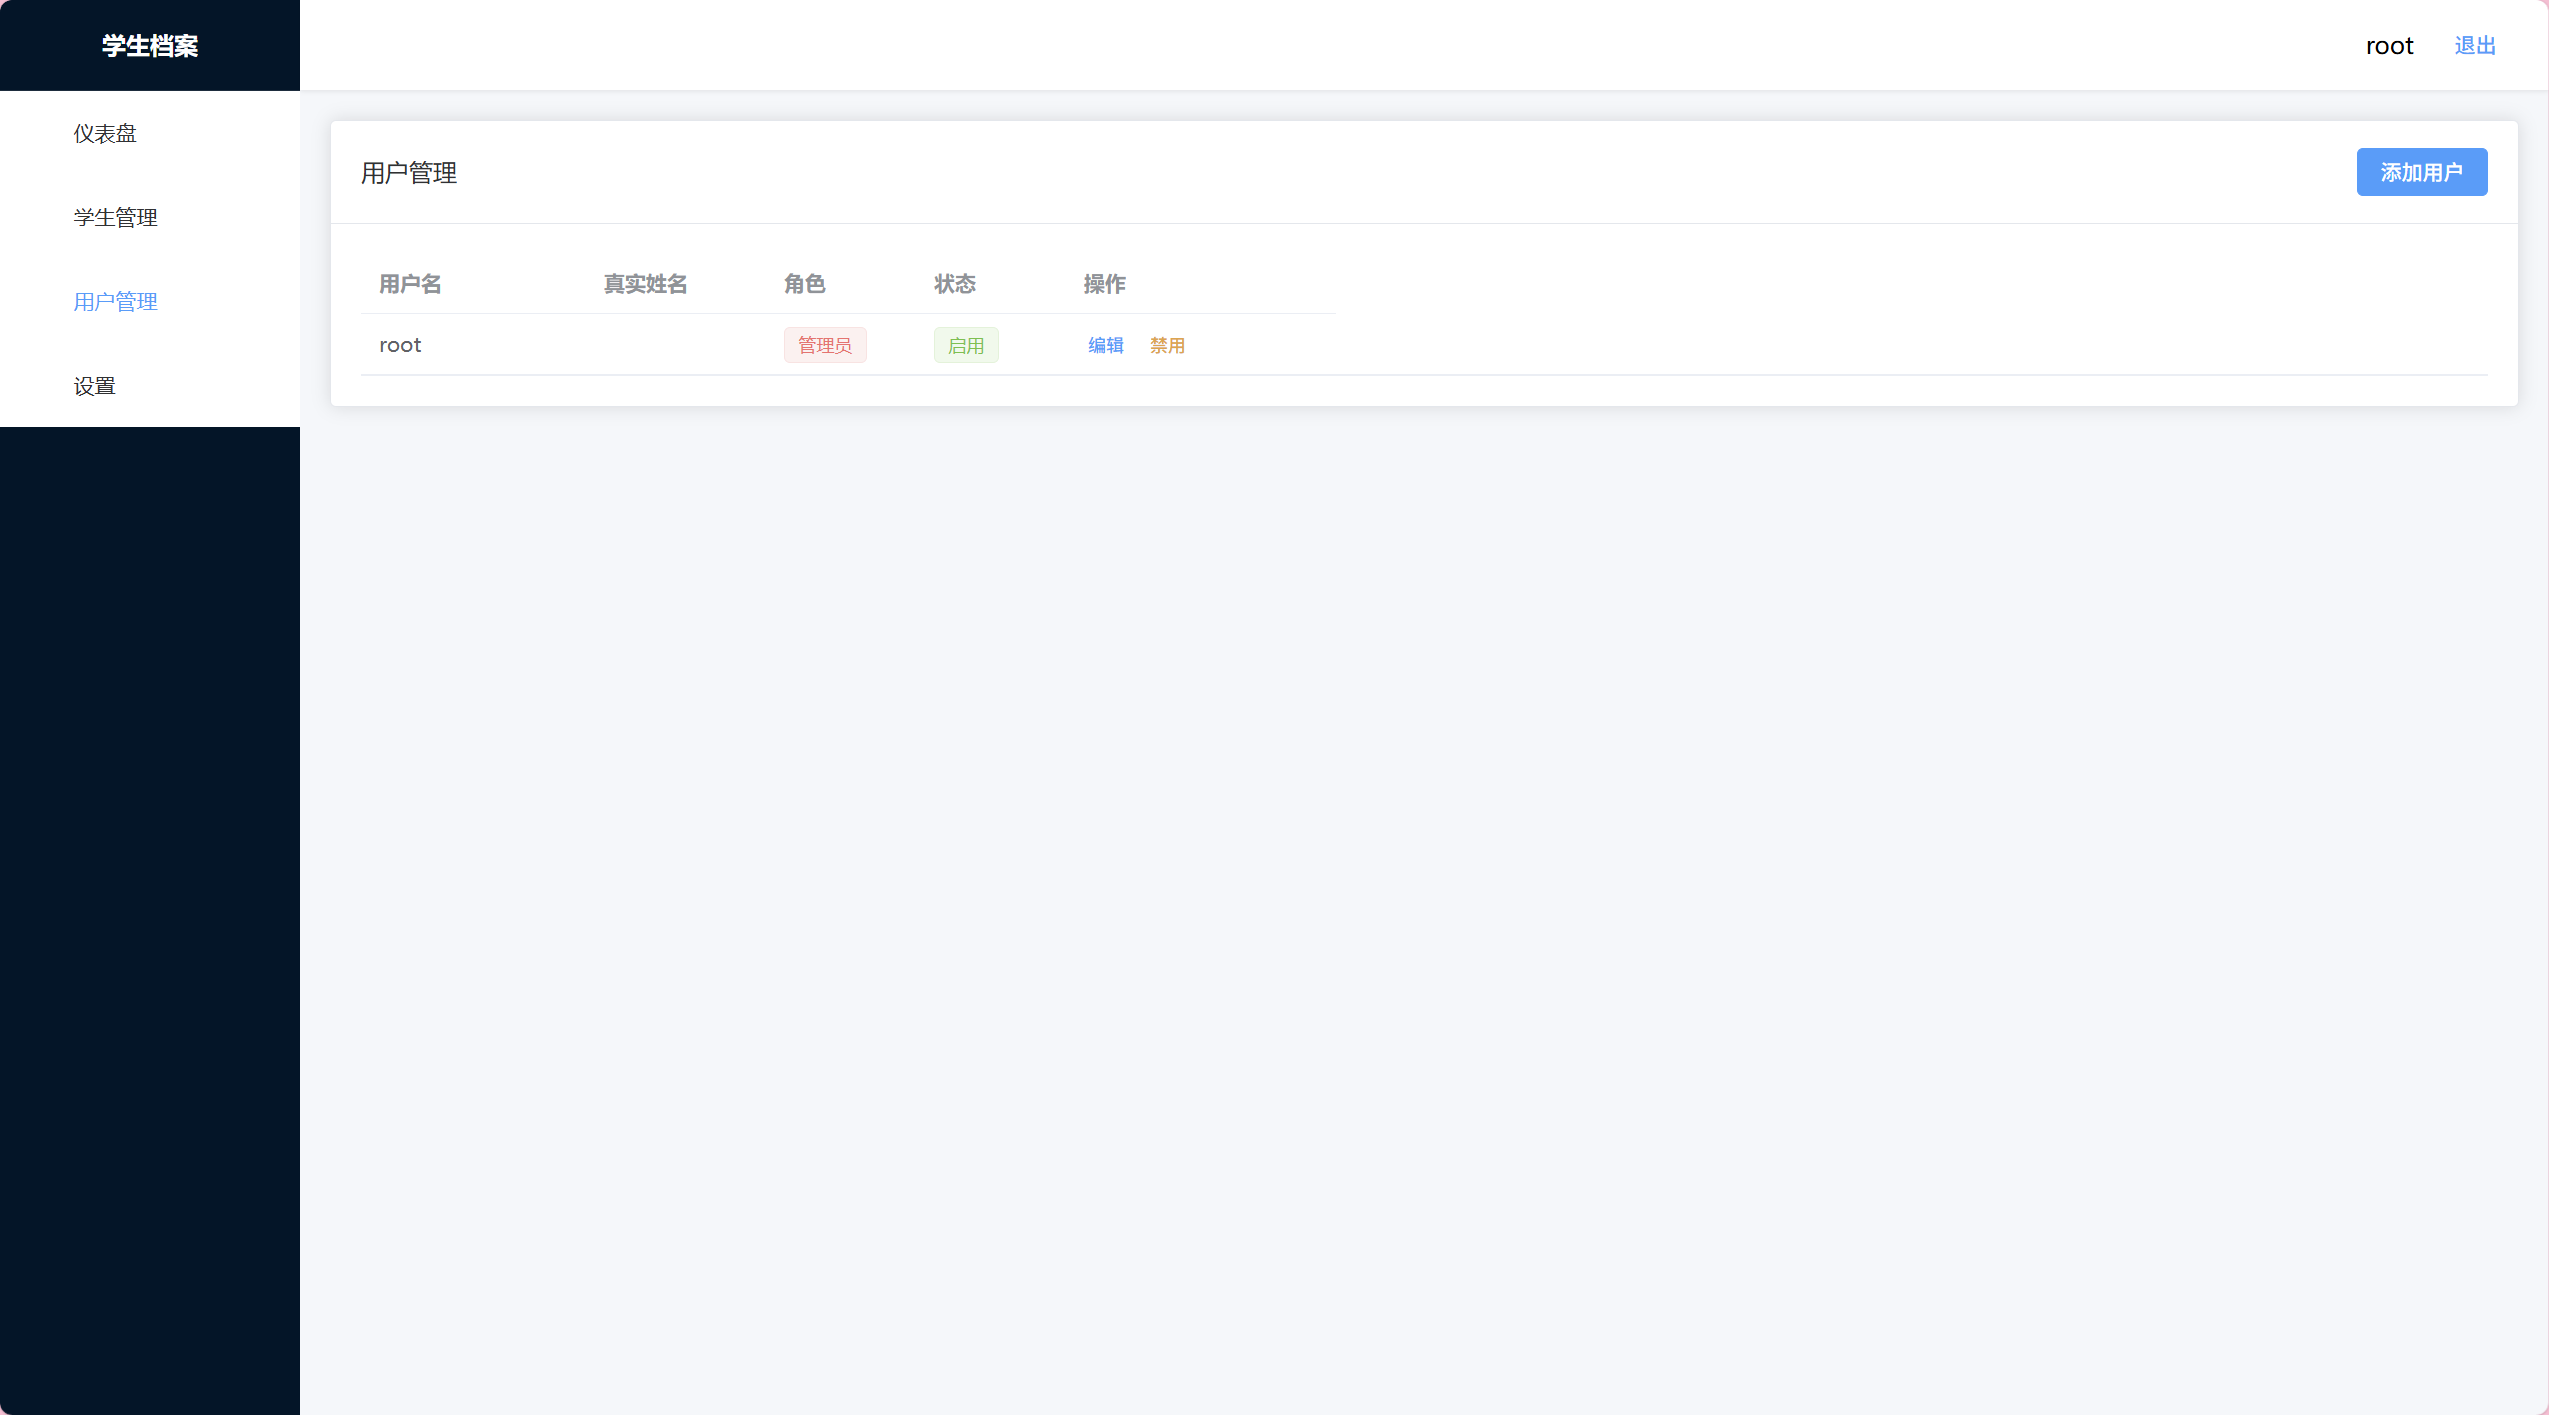 学生档案
root 退出
仪表盘
学生管理
用户管理
设置
用户管理 添加用户
用户名 真实姓名 角色 状态 操作
root 管理员 启用 编辑 禁用